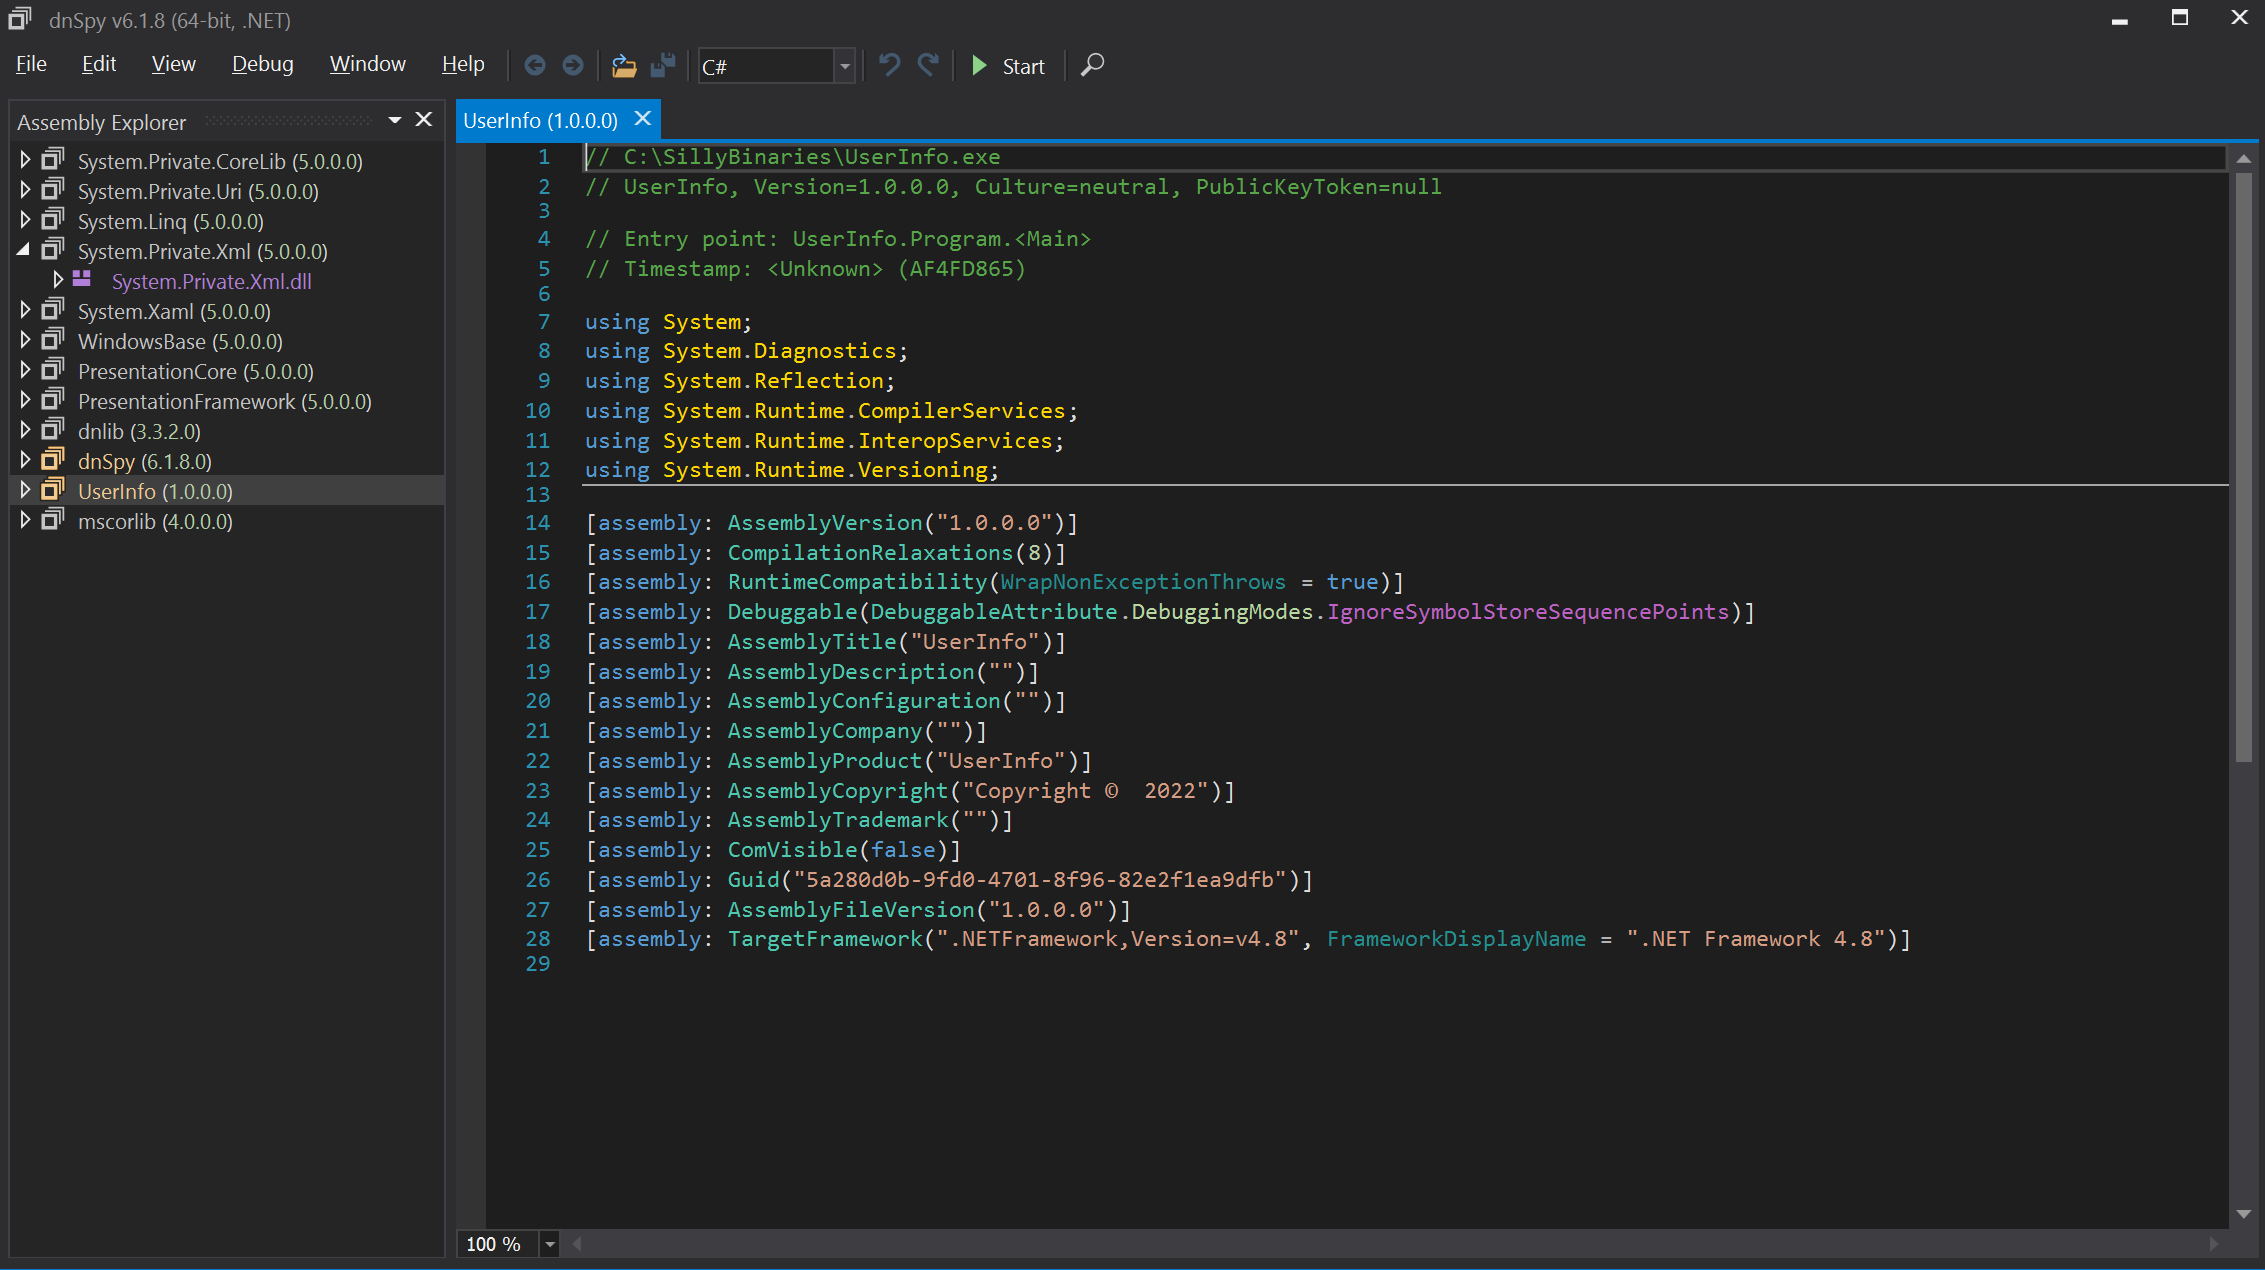 dnSpy v6.1.8 (64-bit, .NET)
File Edit View Debug Window Help C# Start
Assembly Explorer
System.Private.CoreLib (5.0.0.0)
System.Private.Uri (5.0.0.0)
System.Linq (5.0.0.0)
System.Private.Xml (5.0.0.0)
System.Private.Xml.dll
System.Xaml (5.0.0.0)
WindowsBase (5.0.0.0)
PresentationCore (5.0.0.0)
PresentationFramework (5.0.0.0)
dnlib (3.3.2.0)
dnSpy (6.1.8.0)
UserInfo (1.0.0.0)
mscorlib (4.0.0.0)
UserInfo (1.0.0.0)
1 // C:\SillyBinaries\UserInfo.exe
2 // UserInfo, Version=1.0.0.0, Culture=neutral, PublicKeyToken=null
3
4 // Entry point: UserInfo.Program.<Main>
5 // Timestamp: <Unknown> (AF4FD865)
6
7 using System;
8 using System.Diagnostics;
9 using System.Reflection;
10 using System.Runtime.CompilerServices;
11 using System.Runtime.InteropServices;
12 using System.Runtime.Versioning;
13
14 [assembly: AssemblyVersion("1.0.0.0")]
15 [assembly: CompilationRelaxations(8)]
16 [assembly: RuntimeCompatibility(WrapNonExceptionThrows = true)]
17 [assembly: Debuggable(DebuggableAttribute.DebuggingModes.IgnoreSymbolStoreSequencePoints)]
18 [assembly: AssemblyTitle("UserInfo")]
19 [assembly: AssemblyDescription("")]
20 [assembly: AssemblyConfiguration("")]
21 [assembly: AssemblyCompany("")]
22 [assembly: AssemblyProduct("UserInfo")]
23 [assembly: AssemblyCopyright("Copyright ©  2022")]
24 [assembly: AssemblyTrademark("")]
25 [assembly: ComVisible(false)]
26 [assembly: Guid("5a280d0b-9fd0-4701-8f96-82e2f1ea9dfb")]
27 [assembly: AssemblyFileVersion("1.0.0.0")]
28 [assembly: TargetFramework(".NETFramework,Version=v4.8", FrameworkDisplayName = ".NET Framework 4.8")]
29
100 %